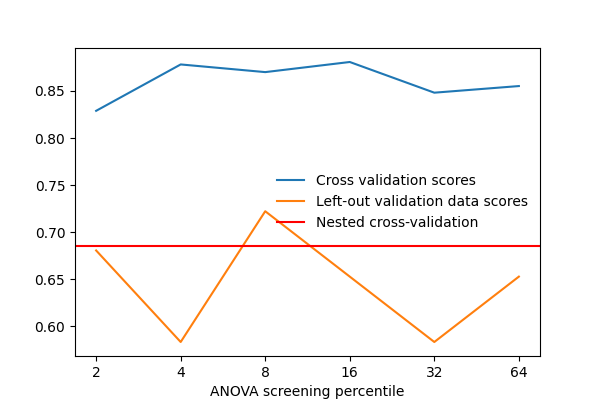 0.85
0.80
0.75
0.70
0.65
0.60
Cross validation scores
Left-out validation data scores
Nested cross-validation
2 4 8 16 32 64
ANOVA screening percentile